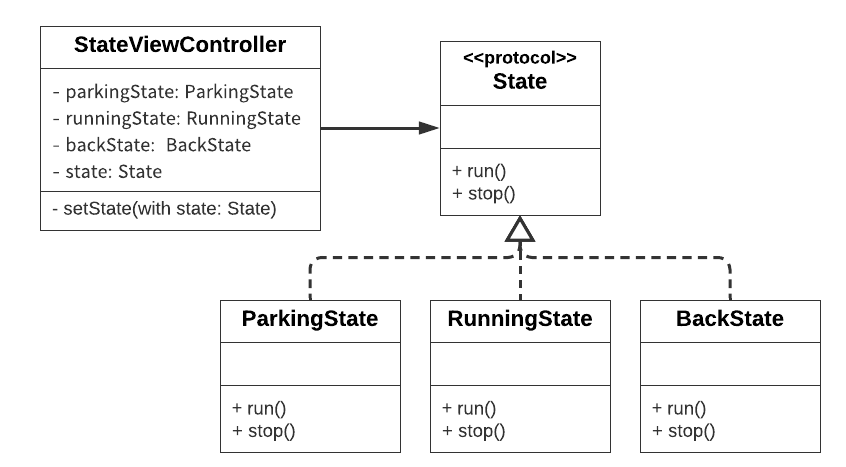 StateViewController
- parkingState: ParkingState
- runningState: RunningState
- backState: BackState
- state: State
- setState(with state: State)
<<protocol>>
State
+ run()
+ stop()
ParkingState
+ run()
+ stop()
RunningState
+ run()
+ stop()
BackState
+ run()
+ stop()